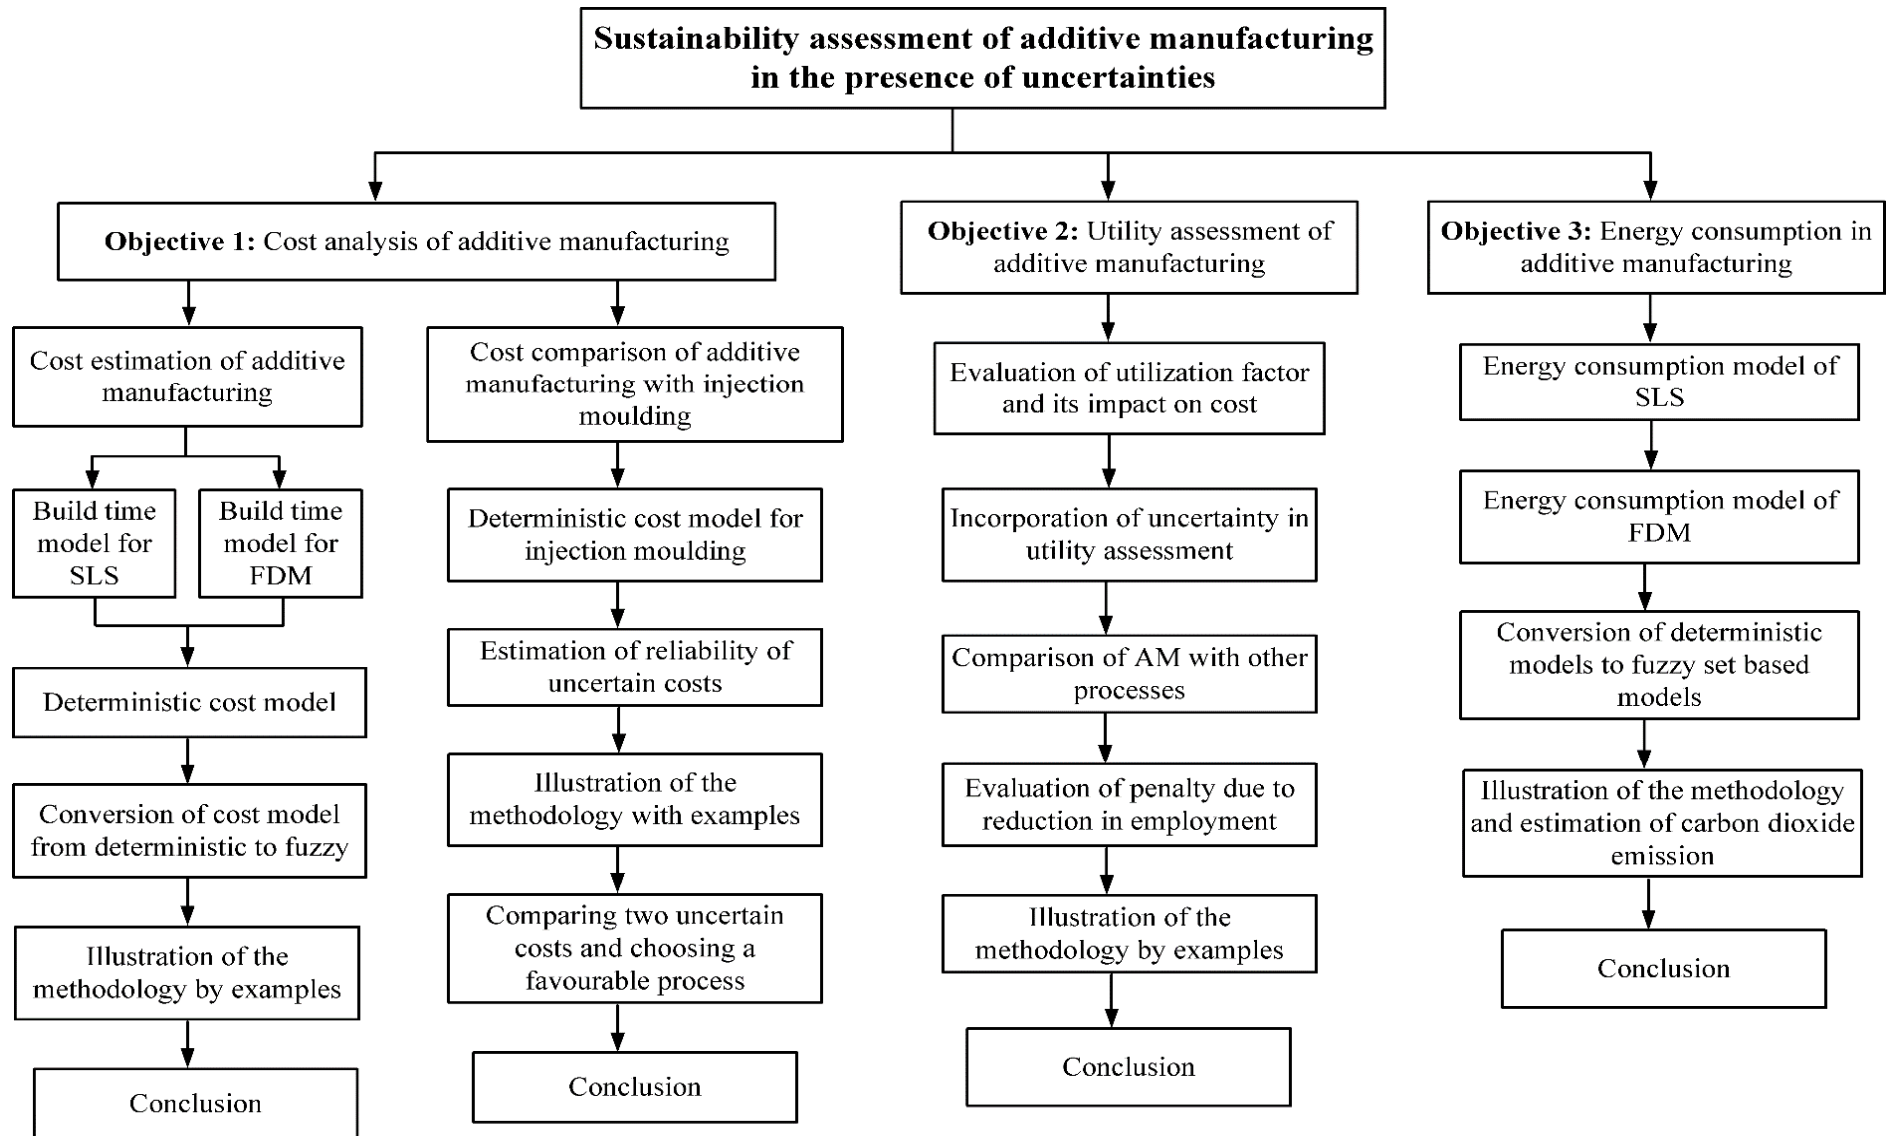 Sustainability assessment of additive manufacturing
in the presence of uncertainties
Objective 1: Cost analysis of additive manufacturing
Cost estimation of additive
manufacturing
Build time
model for
SLS
Build time
model for
FDM
Deterministic cost model
Conversion of cost model
from deterministic to fuzzy
Illustration of the
methodology by examples
Conclusion
Cost comparison of additive
manufacturing with injection
moulding
Deterministic cost model for
injection moulding
Estimation of reliability of
uncertain costs
Illustration of the
methodology with examples
Comparing two uncertain
costs and choosing a
favourable process
Conclusion
Objective 2: Utility assessment of
additive manufacturing
Evaluation of utilization factor
and its impact on cost
Incorporation of uncertainty in
utility assessment
Comparison of AM with other
processes
Evaluation of penalty due to
reduction in employment
Illustration of the
methodology by examples
Conclusion
Objective 3: Energy consumption in
additive manufacturing
Energy consumption model of
SLS
Energy consumption model of
FDM
Conversion of deterministic
models to fuzzy set based
models
Illustration of the methodology
and estimation of carbon dioxide
emission
Conclusion